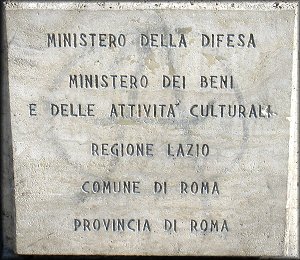 MINISTERO DELLA DIFESA
MINISTERO DEI BENI
E DELLE ATTIVITA' CULTURALI
REGIONE LAZIO
COMUNE DI ROMA
PROVINCIA DI ROMA